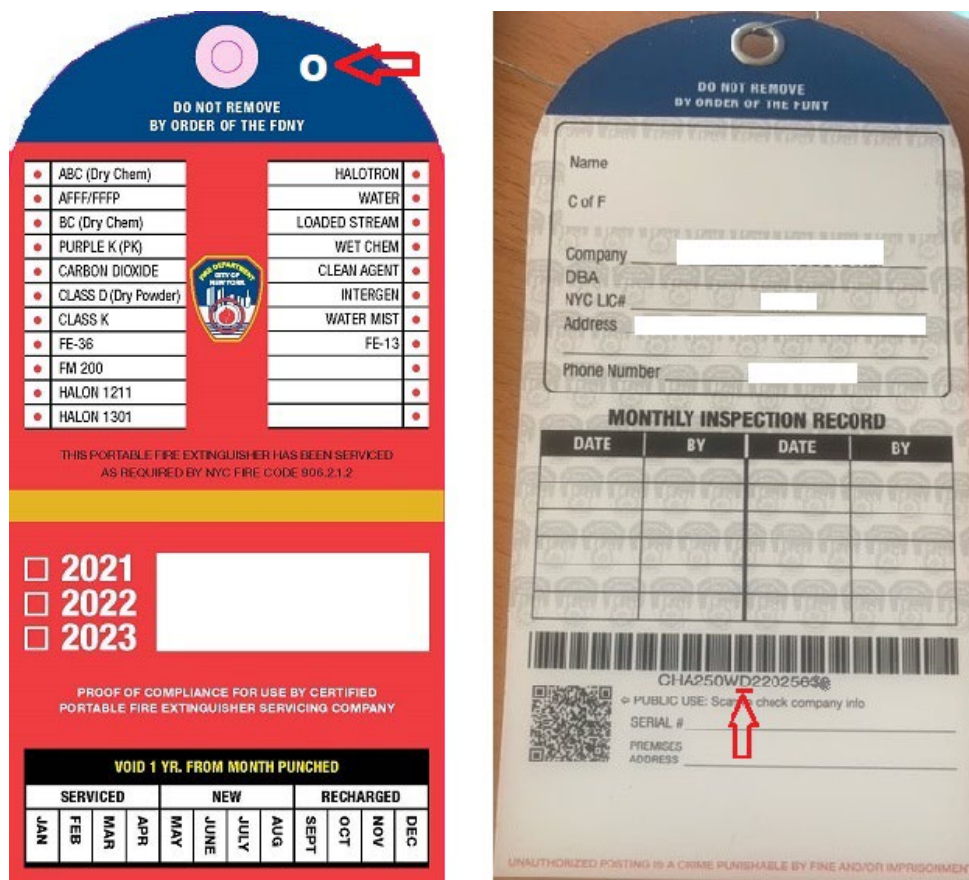 O
DO NOT REMOVE
BY ORDER OF THE FDNY
ABC (Dry Chem)
AFFF/FFFP
BC (Dry Chem)
PURPLE K (PK)
CARBON DIOXIDE
CLASS D (Dry Powder)
CLASS K
FE-36
FM 200
HALON 1211
HALON 1301
HALOTRON
WATER
LOADED STREAM
WET CHEM
CLEAN AGENT
INTERGEN
WATER MIST
FE-13
FIRE DEPARTMENT
CITY OF
NEW YORK
THIS PORTABLE FIRE EXTINGUISHER HAS BEEN SERVICED
AS REQUIRED BY NYC FIRE CODE 906.2.1.2
2021
2022
2023
PROOF OF COMPLIANCE FOR USE BY CERTIFIED
PORTABLE FIRE EXTINGUISHER SERVICING COMPANY
VOID 1 YR. FROM MONTH PUNCHED
SERVICED NEW RECHARGED
JAN FEB MAR APR MAY JUNE JULY AUG SEPT OCT NOV DEC
DO NOT REMOVE
BY ORDER OF THE FDNY
Name
C of F
Company
DBA
NYC LIC#
Address
Phone Number
MONTHLY INSPECTION RECORD
DATE BY DATE BY
PUBLIC USE: Scan to check company info
SERIAL #
PREMISES
ADDRESS
UNAUTHORIZED POSTING IS A CRIME PUNISHABLE BY FINE AND/OR IMPRISONMEN